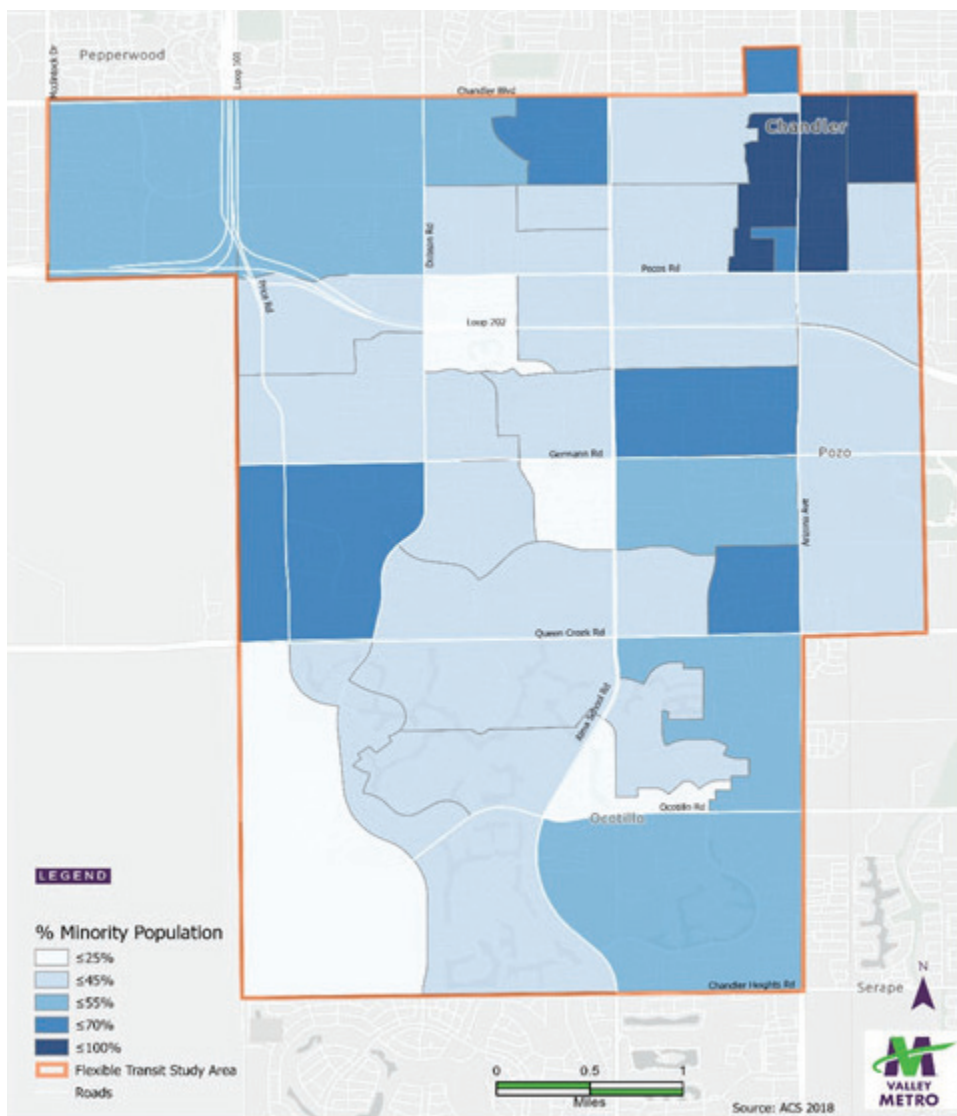 Pepperwood
McClintock Dr
Loop 101
Chandler Blvd
Chandler
Dobson Rd
Pecos Rd
Price Rd
Loop 202
Germann Rd
Pozo
Arizona Ave
Queen Creek Rd
Alma School Rd
Ocotillo Rd
Ocotillo
Chandler Heights Rd
Serape
N
LEGEND
% Minority Population
≤25%
≤45%
≤55%
≤70%
≤100%
Flexible Transit Study Area
Roads
0 0.5 1
Miles
VALLEY
METRO
Source: ACS 2018